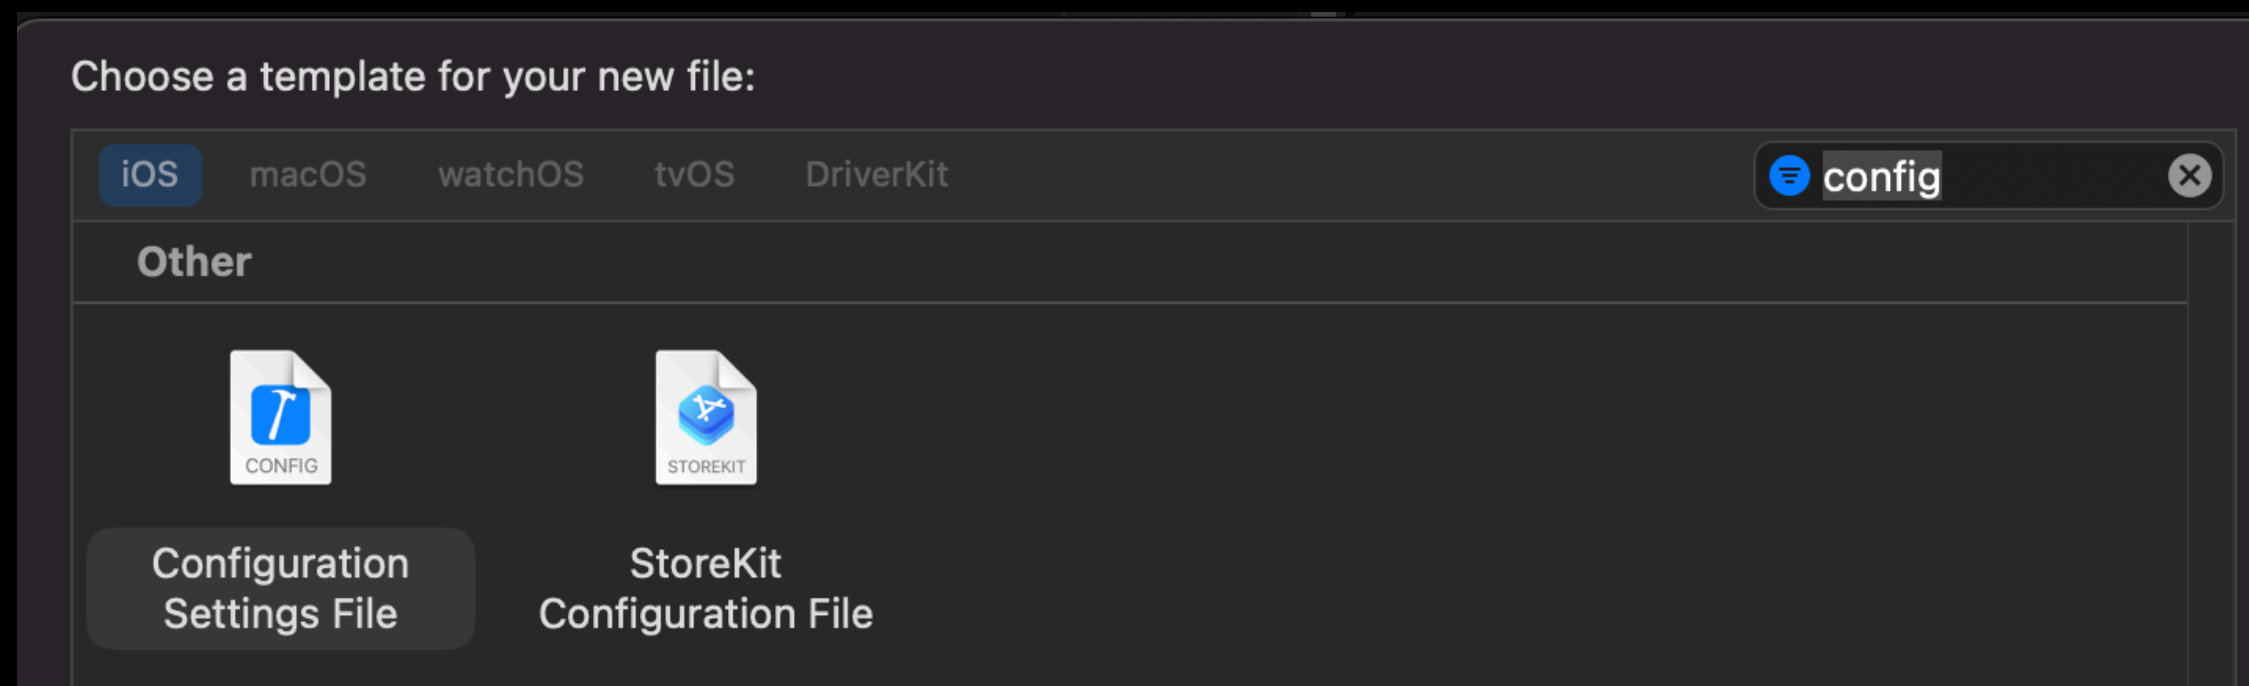 Choose a template for your new file:
iOS macOS watchOS tvOS DriverKit config
Other
CONFIG STOREKIT
Configuration StoreKit
Settings File Configuration File